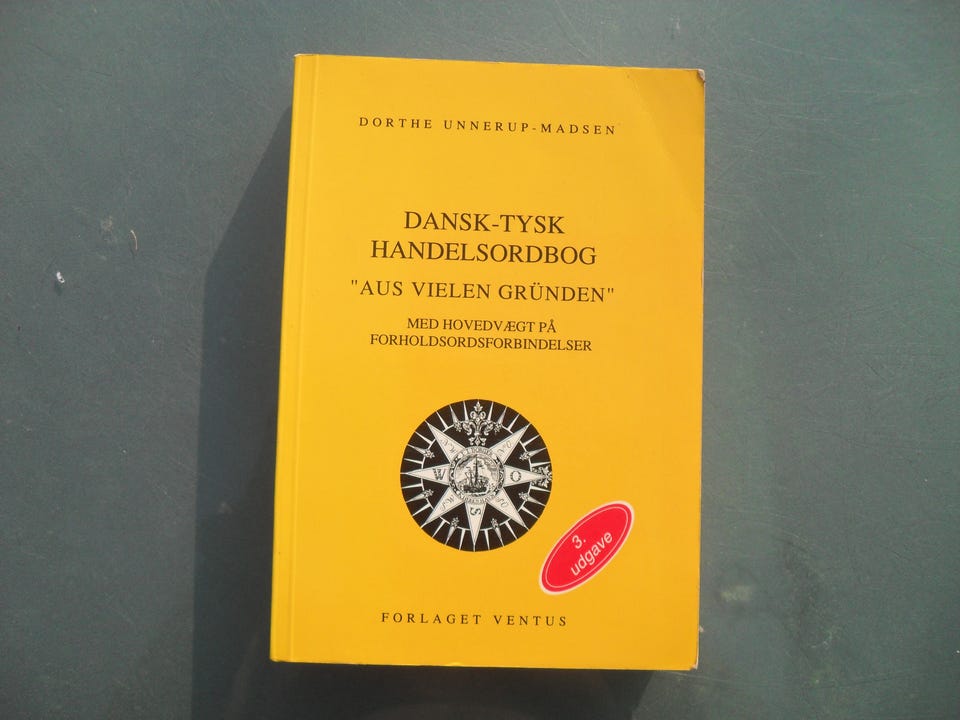 DORTHE UNNERUP-MADSEN
DANSK-TYSK
HANDELSORDBOG
"AUS VIELEN GRÜNDEN"
MED HOVEDVÆGT PÅ
FORHOLDSORDSFORBINDELSER
W
O
S
3.
udgave
FORLAGET VENTUS